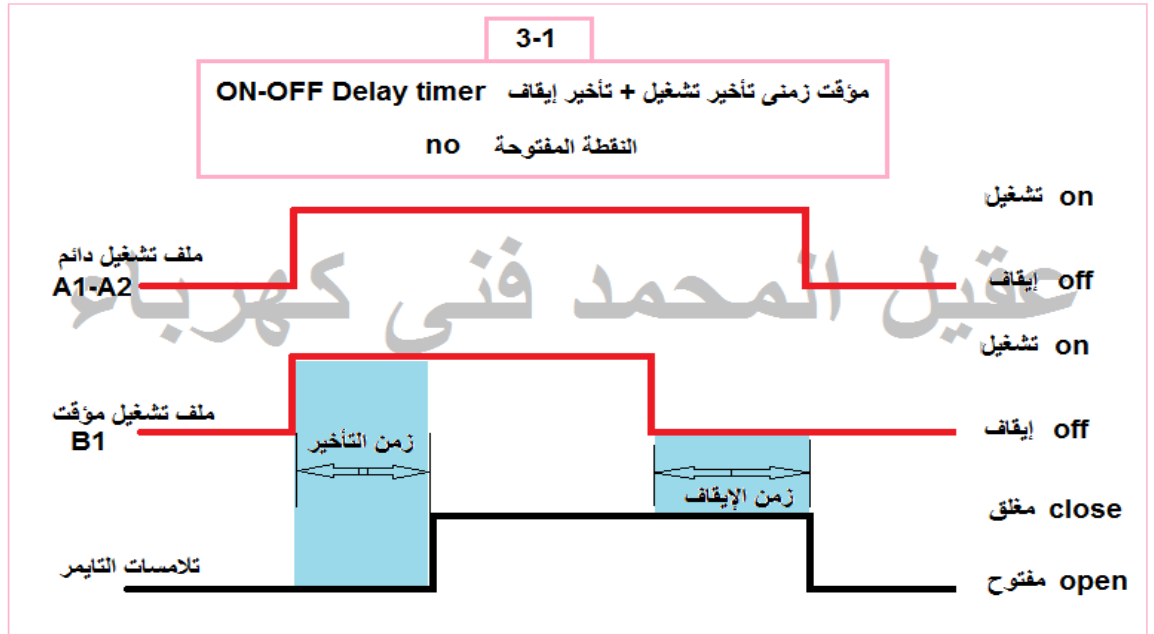 3-1
مؤقت زمنى تأخير تشغيل + تأخير إيقاف ON-OFF Delay timer
النقطة المفتوحة no
on تشغيل
ملف تشغيل دائم
A1-A2
off إيقاف
عقيل المحمد فنى كهرباء
on تشغيل
ملف تشغيل مؤقت
B1
off إيقاف
زمن التأخير
زمن الإيقاف
close مغلق
تلامسات التايمر
open مفتوح